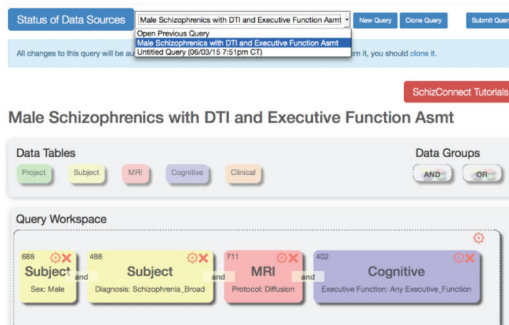 Status of Data Sources
Male Schizophrenics with DTI and Executive Function Asmt
New Query
Clone Query
Submit Query
Open Previous Query
Male Schizophrenics with DTI and Executive Function Asmt
Untitled Query (06/03/15 7:51pm CT)
All changes to this query will be au
m it, you should clone it.
SchizConnect Tutorials
Male Schizophrenics with DTI and Executive Function Asmt
Data Tables
Data Groups
Project
Subject
MRI
Cognitive
Clinical
AND
OR
Query Workspace
688
Subject
Sex: Male
and
488
Subject
Diagnosis: Schizophrenia_Broad
and
711
MRI
Protocol: Diffusion
and
402
Cognitive
Executive Function: Any Executive_Function